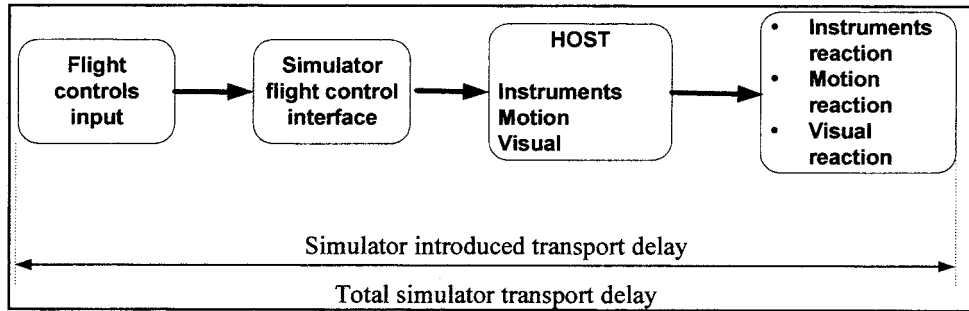 Flight
controls
input
Simulator
flight control
interface
HOST
Instruments
Motion
Visual
• Instruments
reaction
• Motion
reaction
• Visual
reaction
Simulator introduced transport delay
Total simulator transport delay